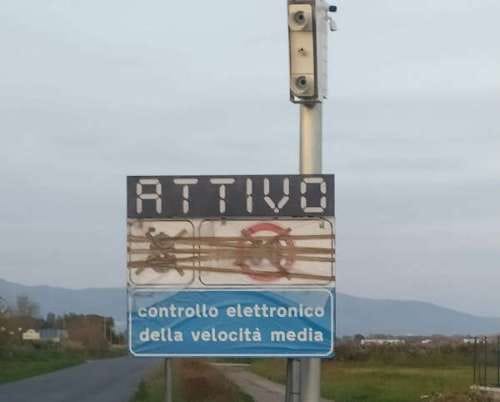 ATTIVO
controllo elettronico
della velocità media